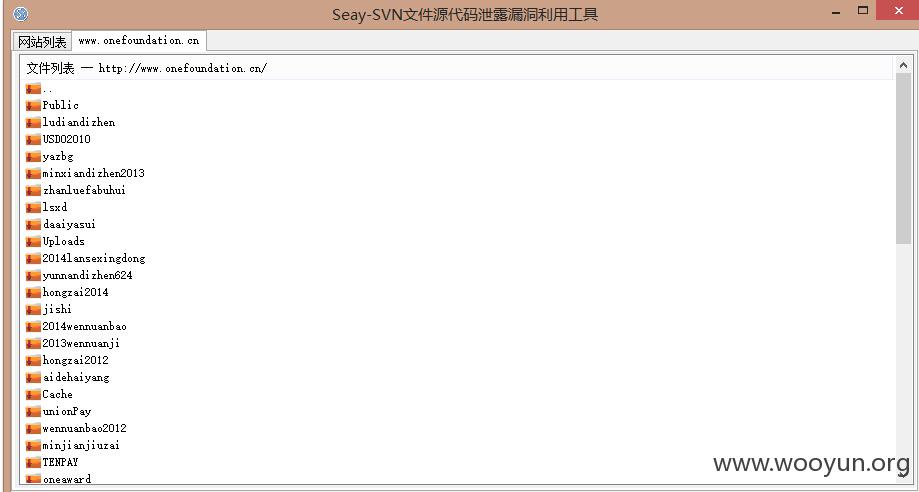 Seay-SVN文件源代码泄露漏洞利用工具
网站列表 www.onefoundation.cn
文件列表 — http://www.onefoundation.cn/
..
Public
ludiandizhen
USDO2010
yazbg
minxiandizhen2013
zhanluefabuhui
lsxd
daaiyasui
Uploads
2014lansexingdong
yunnandizhen624
hongzai2014
jishi
2014wennuanbao
2013wennuanji
hongzai2012
aidehaiyang
Cache
unionPay
wennuanbao2012
minjianjiuzai
TENPAY
oneaward
www.wooyun.org